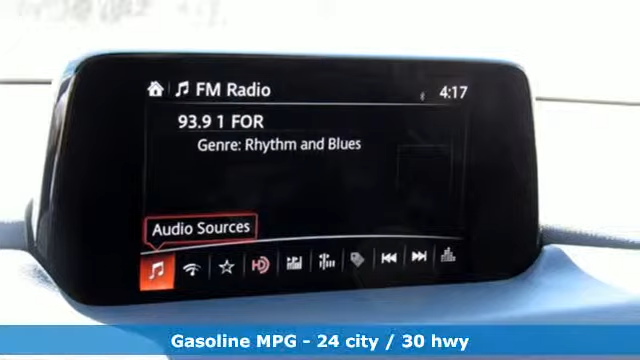 FM Radio
4:17
93.9 1 FOR
Genre: Rhythm and Blues
Audio Sources
HD
Gasoline MPG - 24 city / 30 hwy